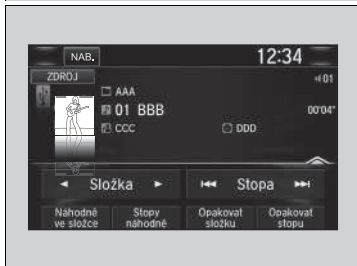 NAB. 12:34
ZDROJ 01
AAA
01 BBB 00'04"
CCC DDD
Složka Stopa
Náhodně ve složce Stopy náhodně Opakovat složku Opakovat stopu